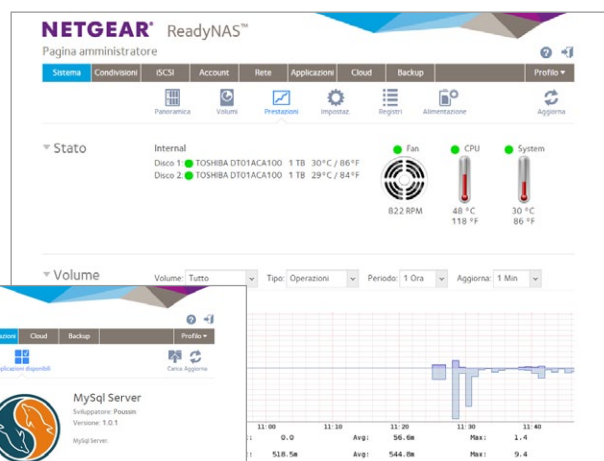 NETGEAR® ReadyNAS™
Pagina amministratore
Sistema Condivisioni iSCSI Account Rete Applicazioni Cloud Backup Profilo
Panoramica Volumi Prestazioni Impostaz. Registri Alimentazione Aggiorna
Stato
Internal
Disco 1: TOSHIBA DT01ACA100 1 TB 30°C / 86°F
Disco 2: TOSHIBA DT01ACA100 1 TB 29°C / 84°F
Fan CPU System
822 RPM 48 °C 30 °C
118 °F 86 °F
Volume
Volume: Tutto Tipo: Operazioni Periodo: 1 Ora Aggiorna: 1 Min
11:00 11:10 11:20 11:30 11:40
0.0 Avg: 56.6m Max: 1.4
518.5m Avg: 544.8m Max: 9.4
Cloud Backup Profilo
disponibili Carica Aggiorna
MySql Server
Sviluppatore: Poussin
Versione: 1.0.1
MySql Server.